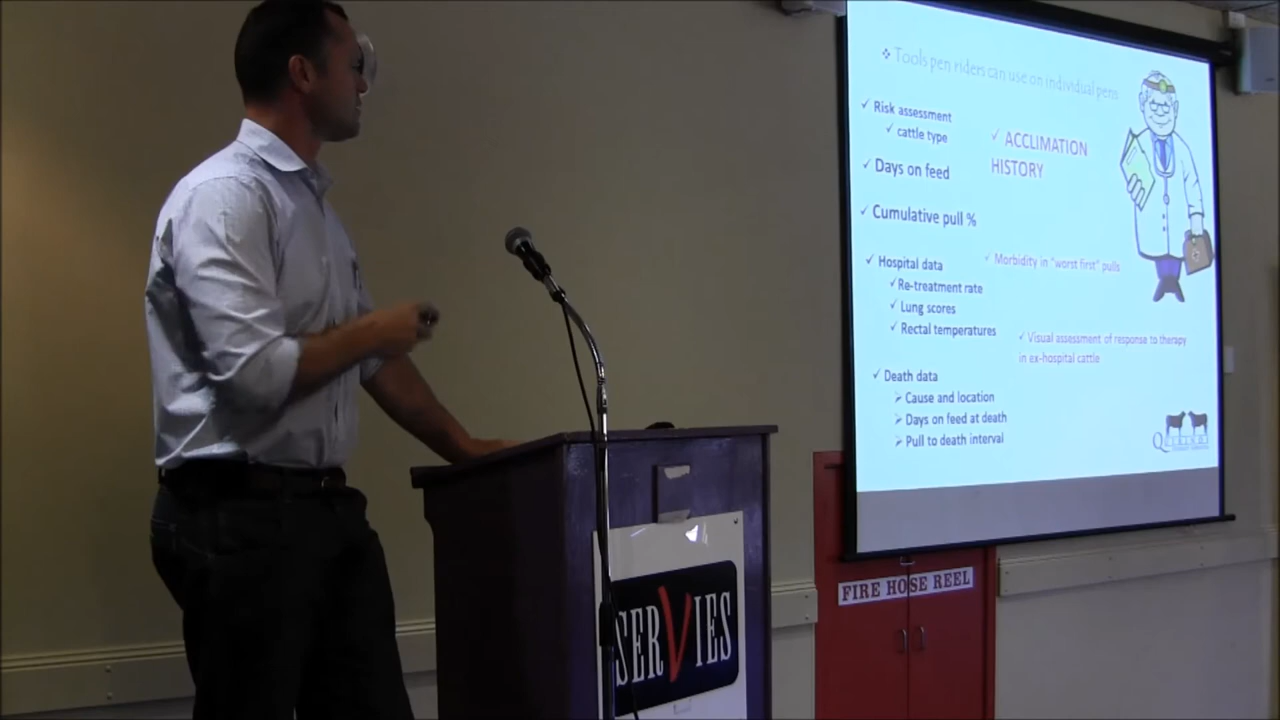 Tools pen riders can use on individual pens
Risk assessment
cattle type
ACCLIMATION
HISTORY
Days on feed
Cumulative pull %
Hospital data
Morbidity in "worst first" pulls
Re-treatment rate
Lung scores
Rectal temperatures
Visual assessment of response to therapy
in ex-hospital cattle
Death data
Cause and location
Days on feed at death
Pull to death interval
FIRE HOSE REEL
SERVIES